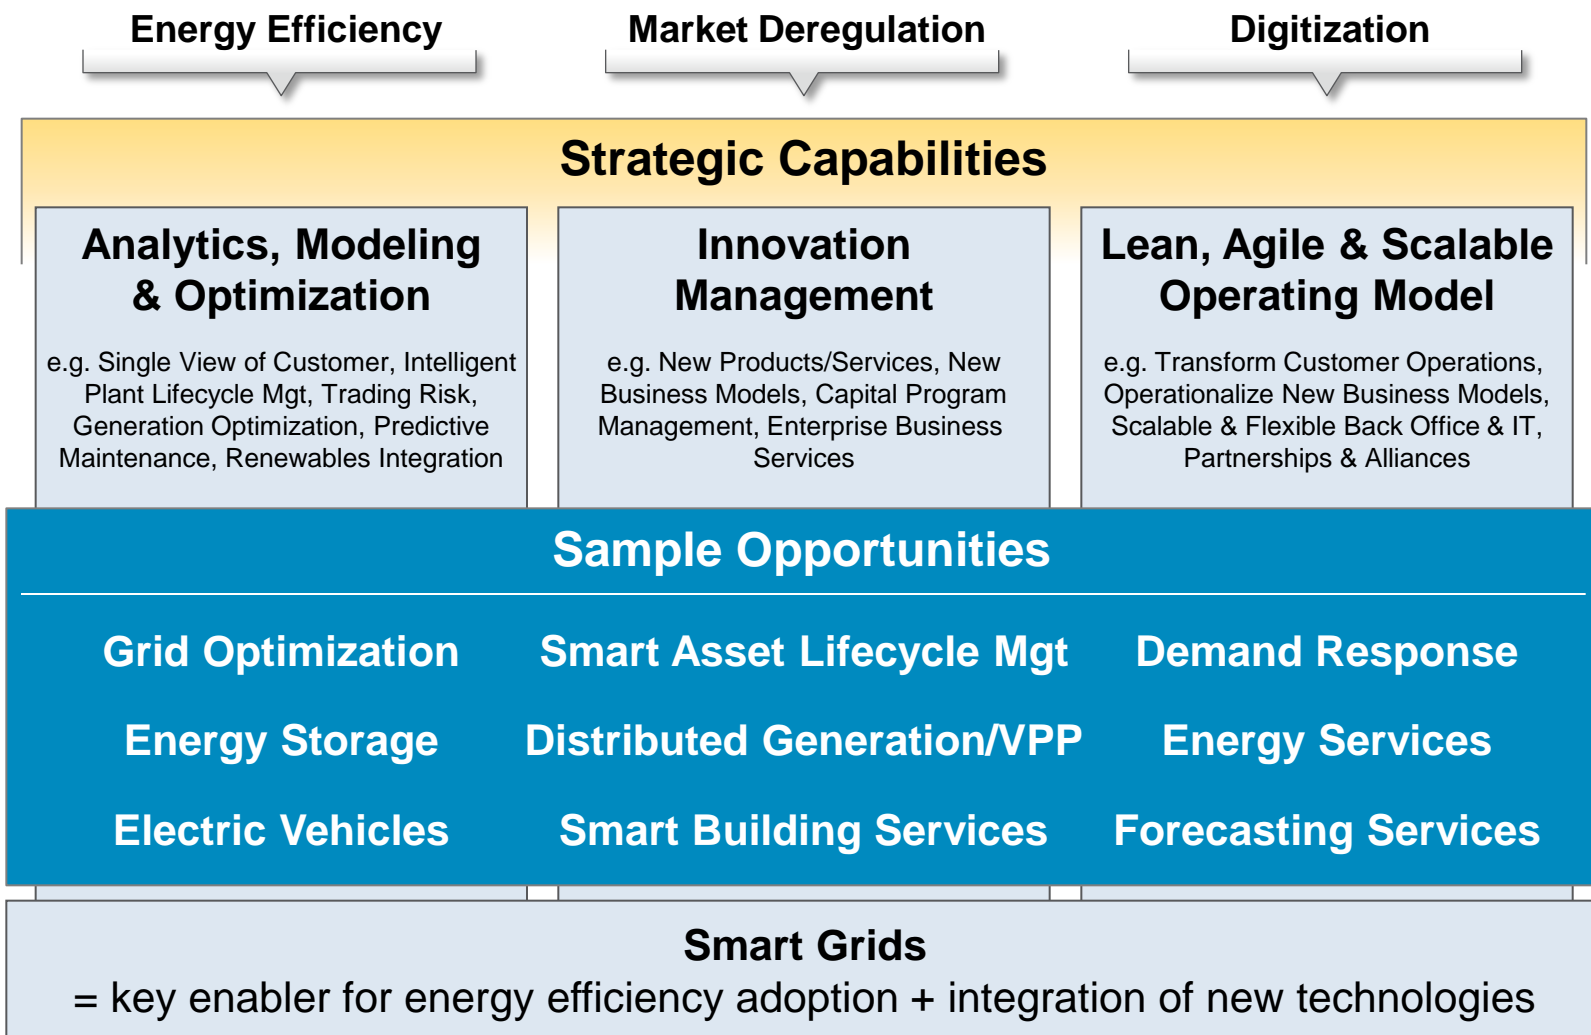 Energy Efficiency
Market Deregulation
Digitization
Strategic Capabilities
Analytics, Modeling
& Optimization
e.g. Single View of Customer, Intelligent
Plant Lifecycle Mgt, Trading Risk,
Generation Optimization, Predictive
Maintenance, Renewables Integration
Innovation
Management
e.g. New Products/Services, New
Business Models, Capital Program
Management, Enterprise Business
Services
Lean, Agile & Scalable
Operating Model
e.g. Transform Customer Operations,
Operationalize New Business Models,
Scalable & Flexible Back Office & IT,
Partnerships & Alliances
Sample Opportunities
Grid Optimization
Smart Asset Lifecycle Mgt
Demand Response
Energy Storage
Distributed Generation/VPP
Energy Services
Electric Vehicles
Smart Building Services
Forecasting Services
Smart Grids
= key enabler for energy efficiency adoption + integration of new technologies